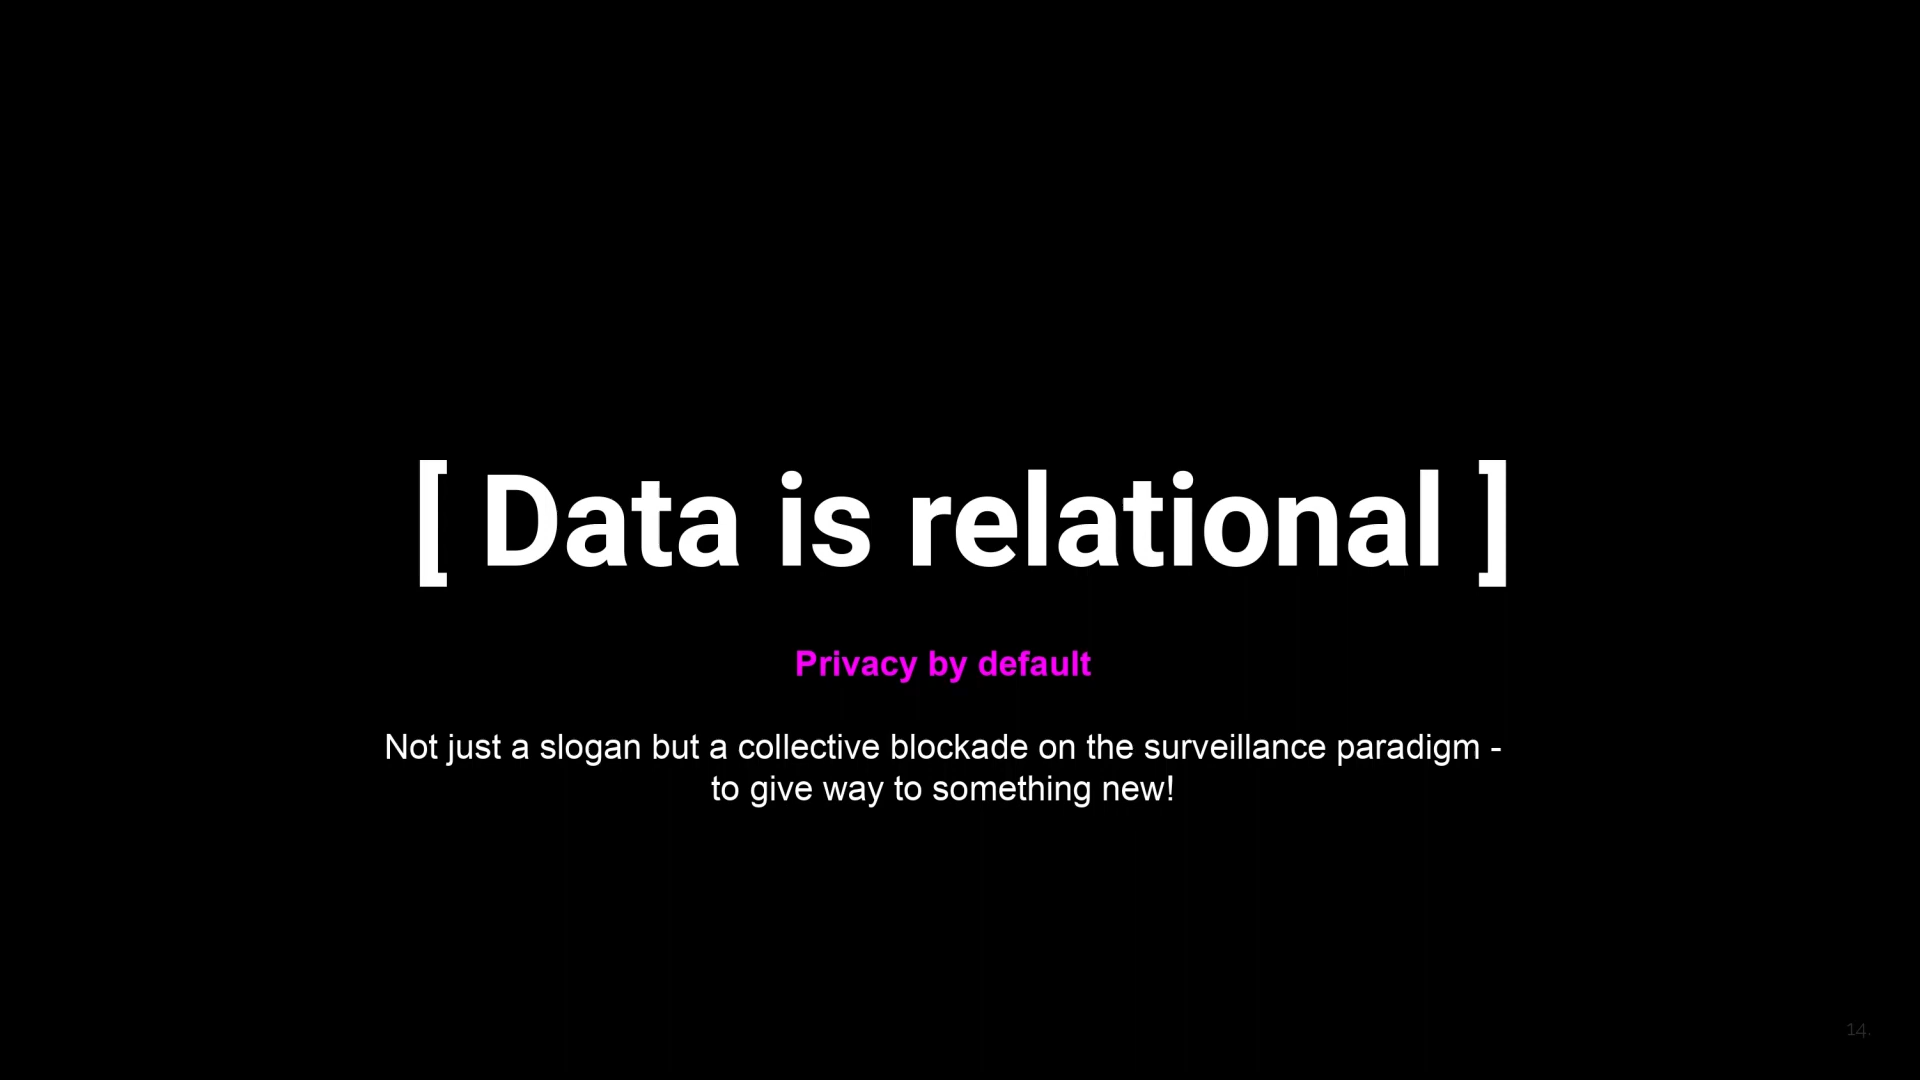 [ Data is relational ]
Privacy by default
Not just a slogan but a collective blockade on the surveillance paradigm -
to give way to something new!
14.